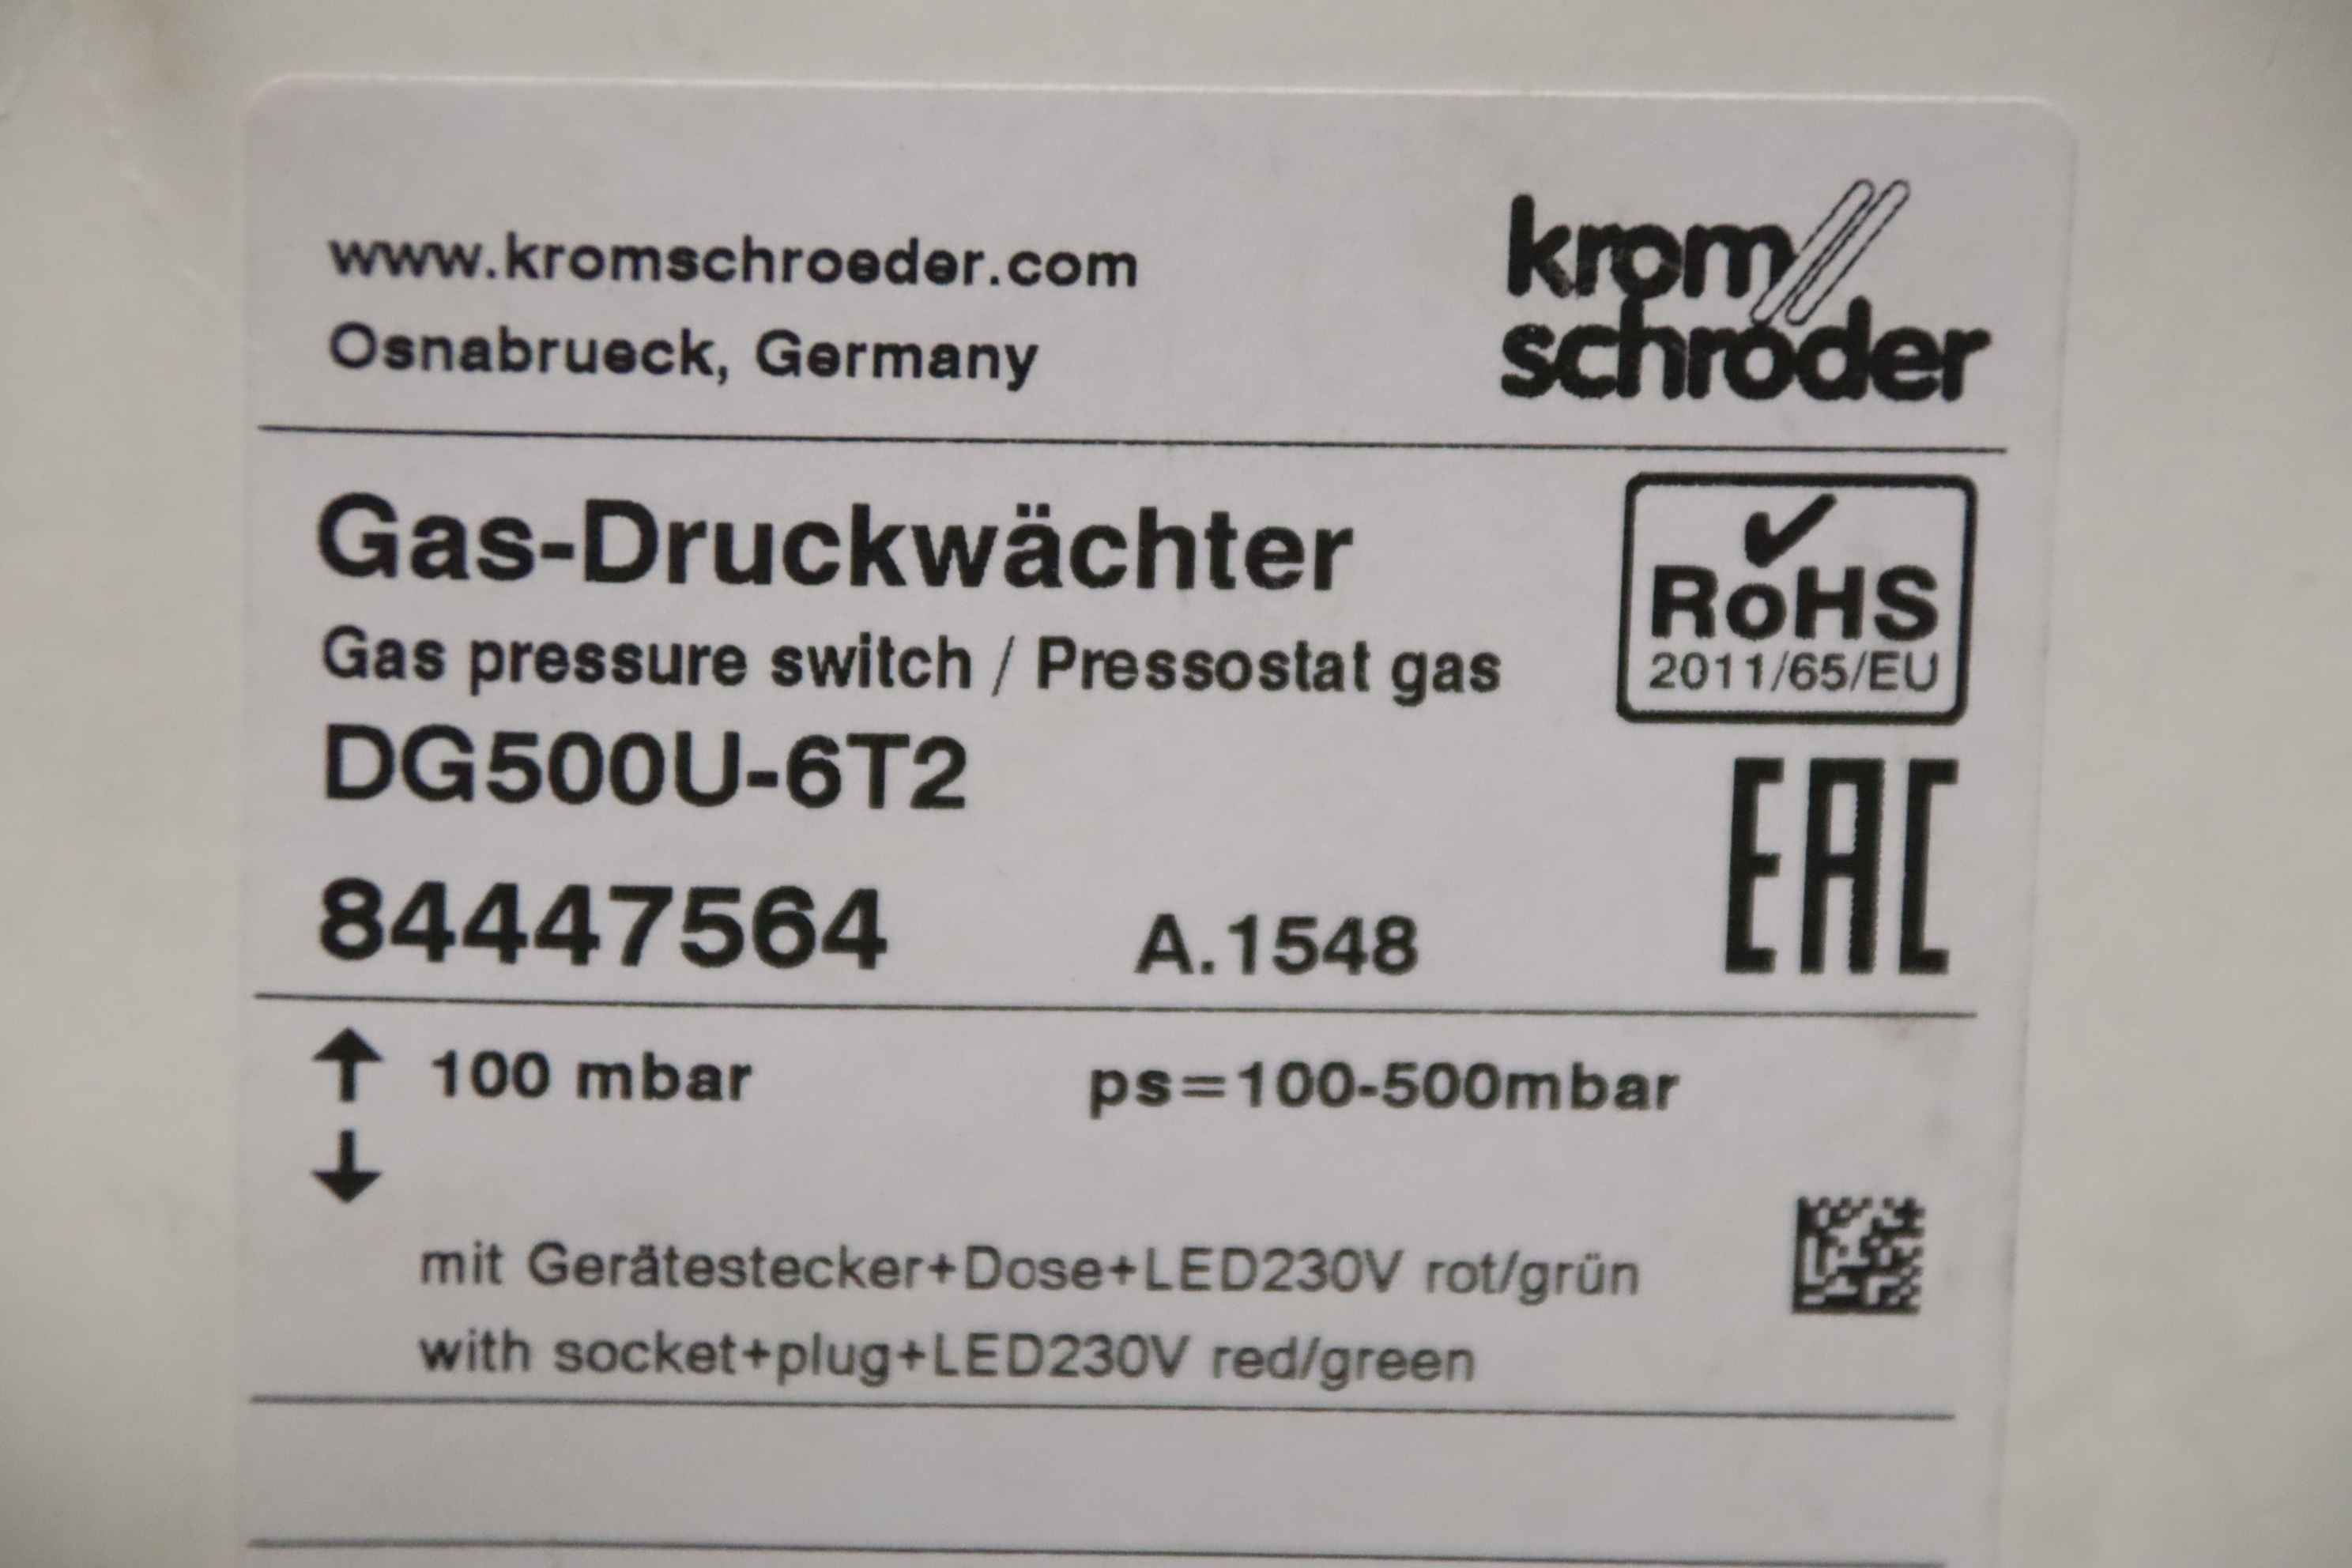 www.kromschroeder.com
Osnabrueck, Germany
krom
schröder
Gas-Druckwächter
Gas pressure switch / Pressostat gas
DG500U-6T2
84447564 A.1548
RoHS
2011/65/EU
EAC
↑ 100 mbar ps=100-500mbar
↓
mit Gerätestecker+Dose+LED230V rot/grün
with socket+plug+LED230V red/green